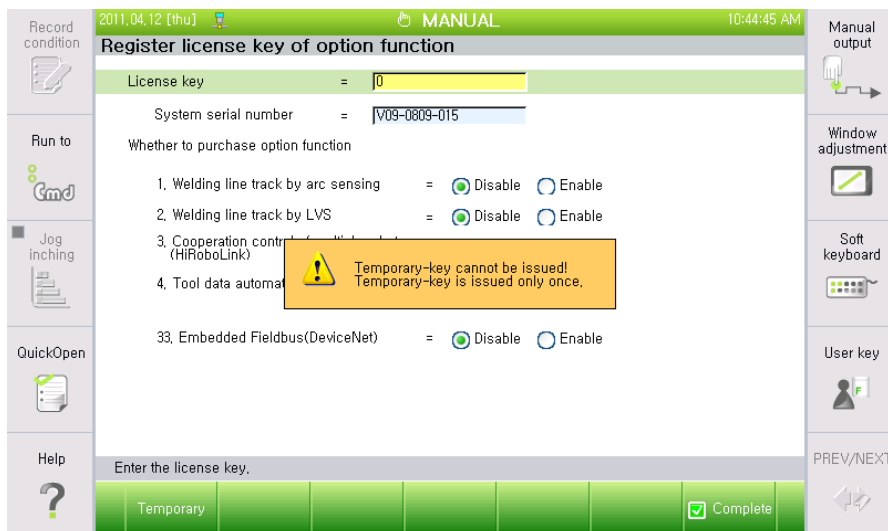 Record condition
2011,04,12 [thu]
MANUAL
10:44:45 AM
Manual output
Register license key of option function
License key = 0
System serial number = V09-0809-015
Run to
Cmd
Whether to purchase option function
Window adjustment
1, Welding line track by arc sensing = Disable Enable
2, Welding line track by LVS = Disable Enable
Jog inching
3, Cooperation contr
(HiRoboLink)
Soft keyboard
Temporary-key cannot be issued!
Temporary-key is issued only once,
4, Tool data automat
33, Embedded Fieldbus(DeviceNet) = Disable Enable
QuickOpen
User key
F
Help
Enter the license key,
PREV/NEXT
Temporary
Complete